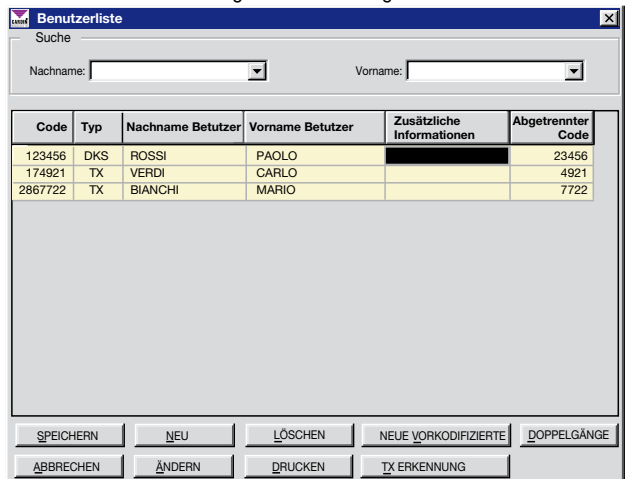 CARDIN Benutzerliste
Suche
Nachname: Vorname:
Code Typ Nachname Betutzer Vorname Betutzer Zusätzliche Informationen Abgetrennter Code
123456 DKS ROSSI PAOLO 23456
174921 TX VERDI CARLO 4921
2867722 TX BIANCHI MARIO 7722
SPEICHERN NEU LÖSCHEN NEUE VORKODIFIZIERTE DOPPELGÄNGE
ABBRECHEN ÄNDERN DRUCKEN TX ERKENNUNG